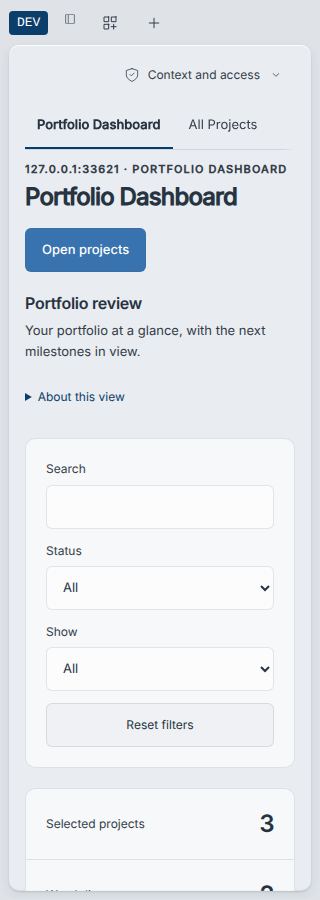 DEV
Context and access
Portfolio Dashboard
All Projects
127.0.0.1:33621 · PORTFOLIO DASHBOARD
Portfolio Dashboard
Open projects
Portfolio review
Your portfolio at a glance, with the next
milestones in view.
About this view
Search
Status
All
Show
All
Reset filters
Selected projects
3